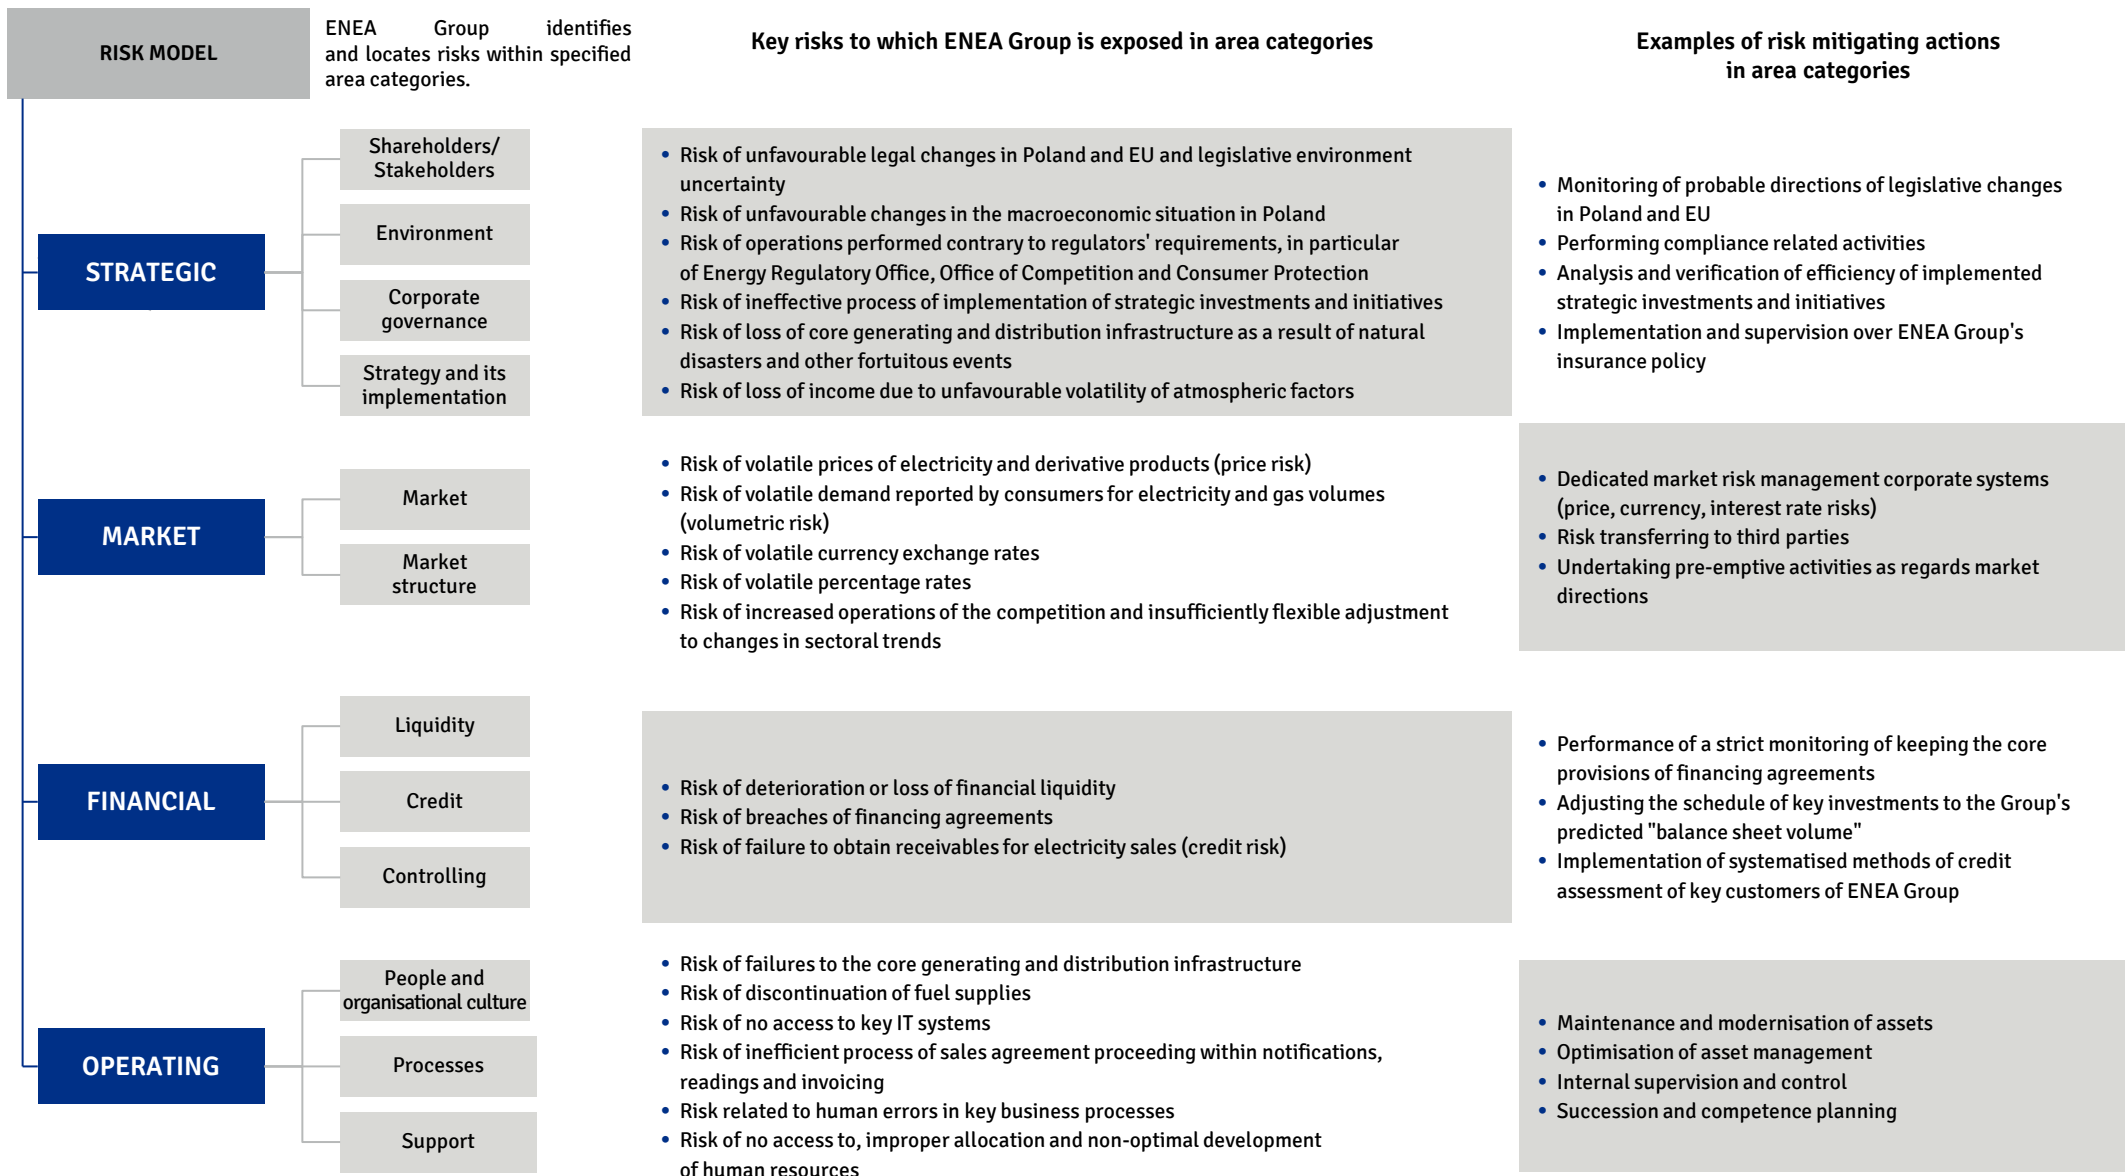 RISK MODEL
ENEA Group identifies
and locates risks within specified
area categories.
Key risks to which ENEA Group is exposed in area categories
Examples of risk mitigating actions
in area categories
STRATEGIC
Shareholders/
Stakeholders
Environment
Corporate
governance
Strategy and its
implementation
• Risk of unfavourable legal changes in Poland and EU and legislative environment
uncertainty
• Risk of unfavourable changes in the macroeconomic situation in Poland
• Risk of operations performed contrary to regulators' requirements, in particular
of Energy Regulatory Office, Office of Competition and Consumer Protection
• Risk of ineffective process of implementation of strategic investments and initiatives
• Risk of loss of core generating and distribution infrastructure as a result of natural
disasters and other fortuitous events
• Risk of loss of income due to unfavourable volatility of atmospheric factors
• Monitoring of probable directions of legislative changes
in Poland and EU
• Performing compliance related activities
• Analysis and verification of efficiency of implemented
strategic investments and initiatives
• Implementation and supervision over ENEA Group's
insurance policy
MARKET
Market
Market
structure
• Risk of volatile prices of electricity and derivative products (price risk)
• Risk of volatile demand reported by consumers for electricity and gas volumes
(volumetric risk)
• Risk of volatile currency exchange rates
• Risk of volatile percentage rates
• Risk of increased operations of the competition and insufficiently flexible adjustment
to changes in sectoral trends
• Dedicated market risk management corporate systems
(price, currency, interest rate risks)
• Risk transferring to third parties
• Undertaking pre-emptive activities as regards market
directions
FINANCIAL
Liquidity
Credit
Controlling
• Risk of deterioration or loss of financial liquidity
• Risk of breaches of financing agreements
• Risk of failure to obtain receivables for electricity sales (credit risk)
• Performance of a strict monitoring of keeping the core
provisions of financing agreements
• Adjusting the schedule of key investments to the Group's
predicted "balance sheet volume"
• Implementation of systematised methods of credit
assessment of key customers of ENEA Group
OPERATING
People and
organisational culture
Processes
Support
• Risk of failures to the core generating and distribution infrastructure
• Risk of discontinuation of fuel supplies
• Risk of no access to key IT systems
• Risk of inefficient process of sales agreement proceeding within notifications,
readings and invoicing
• Risk related to human errors in key business processes
• Risk of no access to, improper allocation and non-optimal development
of human resources
• Maintenance and modernisation of assets
• Optimisation of asset management
• Internal supervision and control
• Succession and competence planning